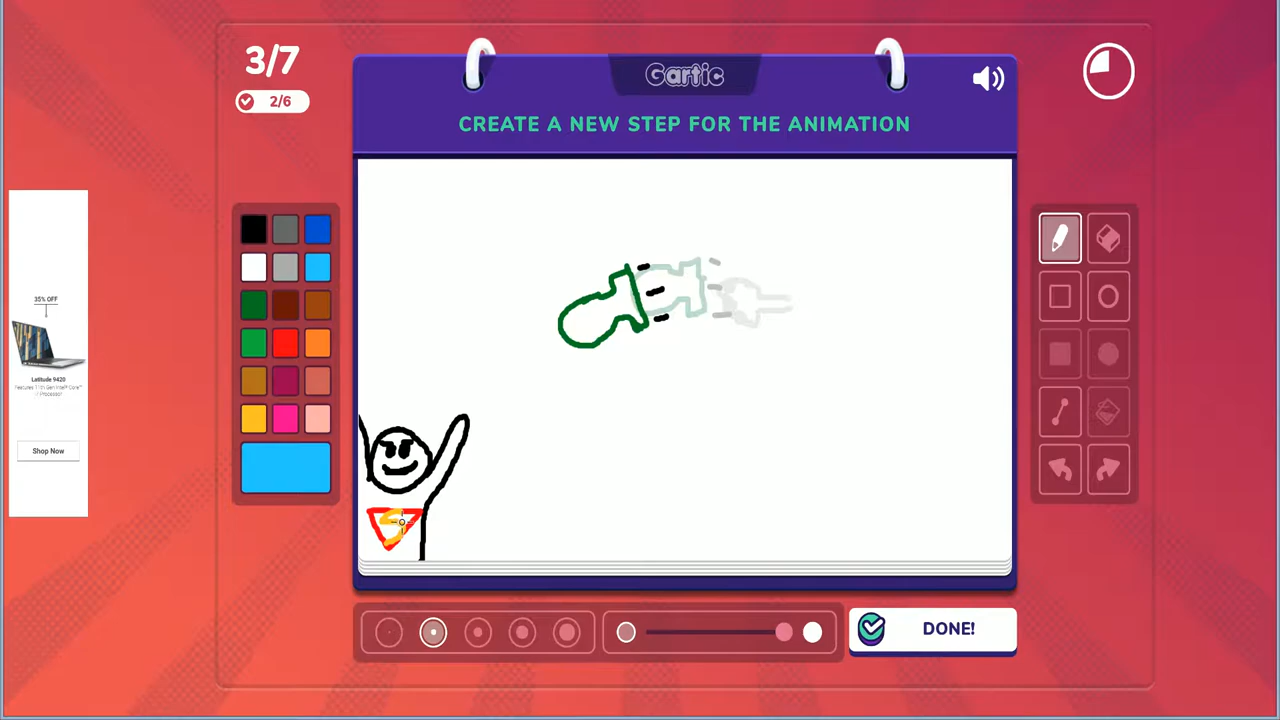 3/7
2/6
Gartic
CREATE A NEW STEP FOR THE ANIMATION
35% OFF
Latitude 9420
Shop Now
S
DONE!